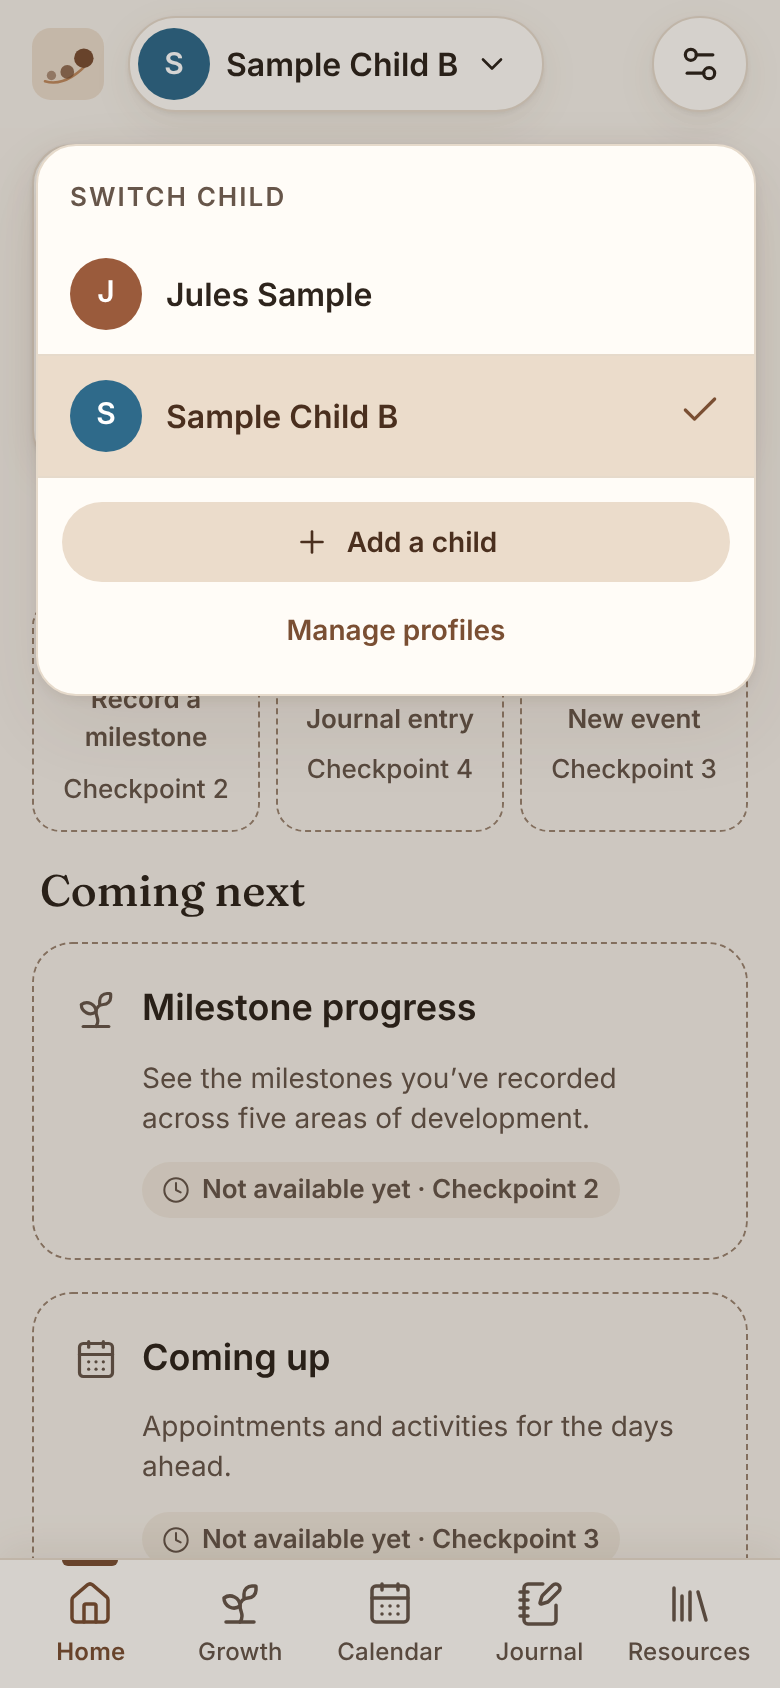 S
Sample Child B
SWITCH CHILD
J
Jules Sample
S
Sample Child B
Add a child
Manage profiles
Record a
milestone
Checkpoint 2
Journal entry
Checkpoint 4
New event
Checkpoint 3
Coming next
Milestone progress
See the milestones you’ve recorded
across five areas of development.
Not available yet · Checkpoint 2
Coming up
Appointments and activities for the days
ahead.
Not available yet · Checkpoint 3
Home
Growth
Calendar
Journal
Resources